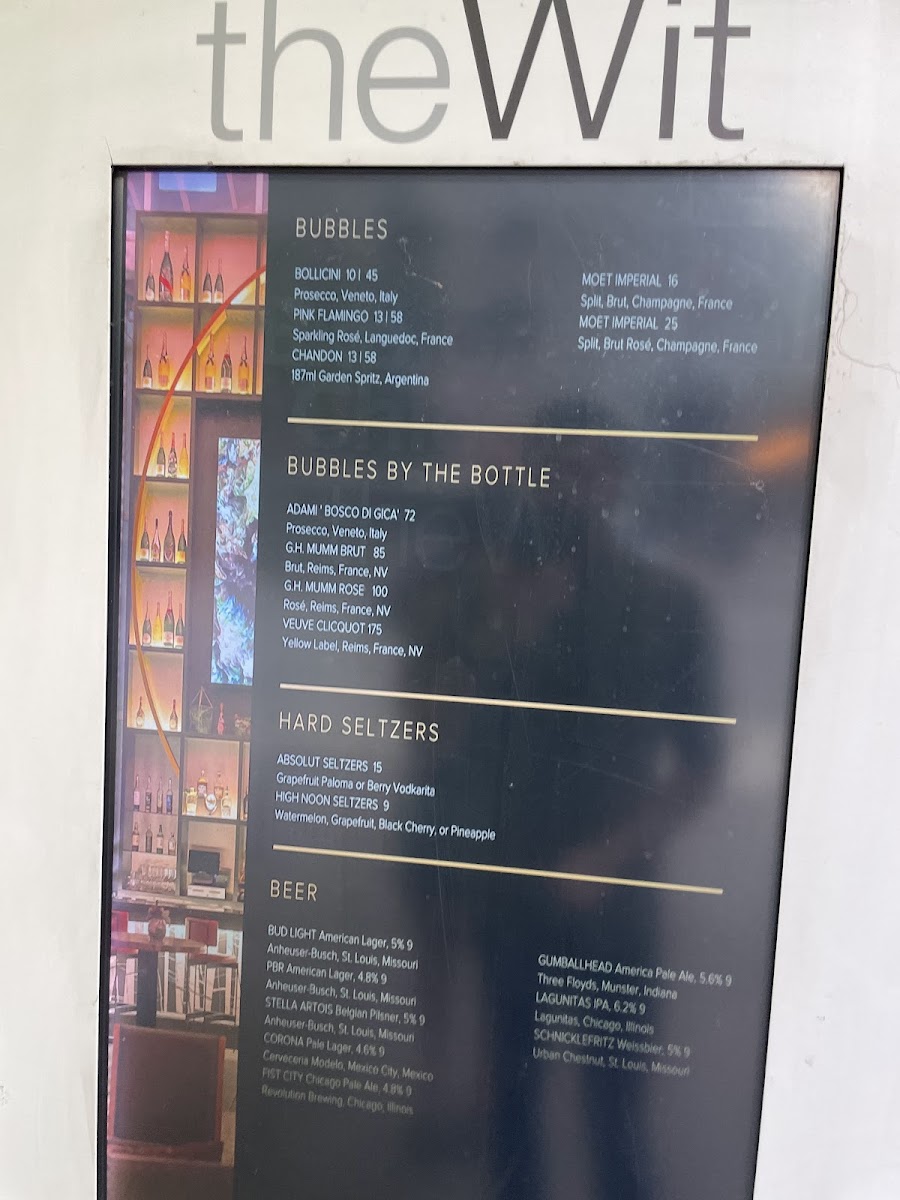 theWit
BUBBLES
BOLLICINI 10 | 45
Prosecco, Veneto, Italy
PINK FLAMINGO 13 | 58
Sparkling Rosé, Languedoc, France
CHANDON 13 | 58
187ml Garden Spritz, Argentina
MOET IMPERIAL 16
Split, Brut, Champagne, France
MOET IMPERIAL 25
Split, Brut Rosé, Champagne, France
BUBBLES BY THE BOTTLE
ADAMI ' BOSCO DI GICA' 72
Prosecco, Veneto, Italy
G.H. MUMM BRUT 85
Brut, Reims, France, NV
G.H. MUMM ROSE 100
Rosé, Reims, France, NV
VEUVE CLICQUOT 175
Yellow Label, Reims, France, NV
HARD SELTZERS
ABSOLUT SELTZERS 15
Grapefruit Paloma or Berry Vodkarita
HIGH NOON SELTZERS 9
Watermelon, Grapefruit, Black Cherry, or Pineapple
BEER
BUD LIGHT American Lager, 5% 9
Anheuser-Busch, St. Louis, Missouri
PBR American Lager, 4.8% 9
Anheuser-Busch, St. Louis, Missouri
STELLA ARTOIS Belgian Pilsner, 5% 9
Anheuser-Busch, St. Louis, Missouri
CORONA Pale Lager, 4.6% 9
Cerveceria Modelo, Mexico City, Mexico
FIST CITY Chicago Pale Ale, 4.8% 9
Revolution Brewing, Chicago, Illinois
GUMBALLHEAD America Pale Ale, 5.6% 9
Three Floyds, Munster, Indiana
LAGUNITAS IPA, 6.2% 9
Lagunitas, Chicago, Illinois
SCHNICKLEFRITZ Weissbier, 5% 9
Urban Chestnut, St. Louis, Missouri